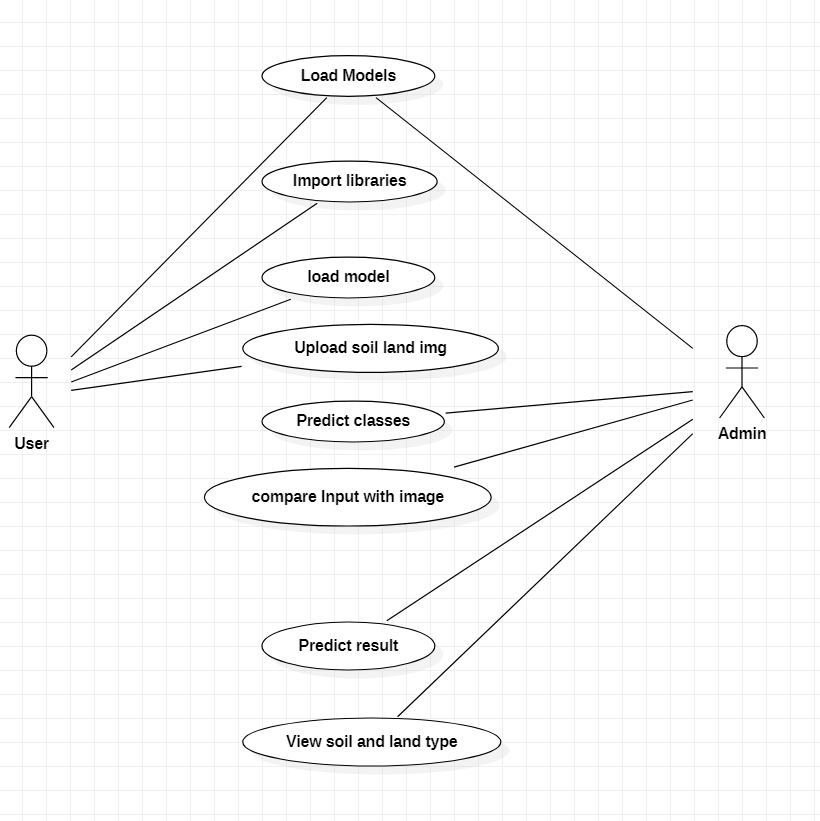 Load Models
Import libraries
load model
Upload soil land img
Predict classes
User
Admin
compare Input with image
Predict result
View soil and land type